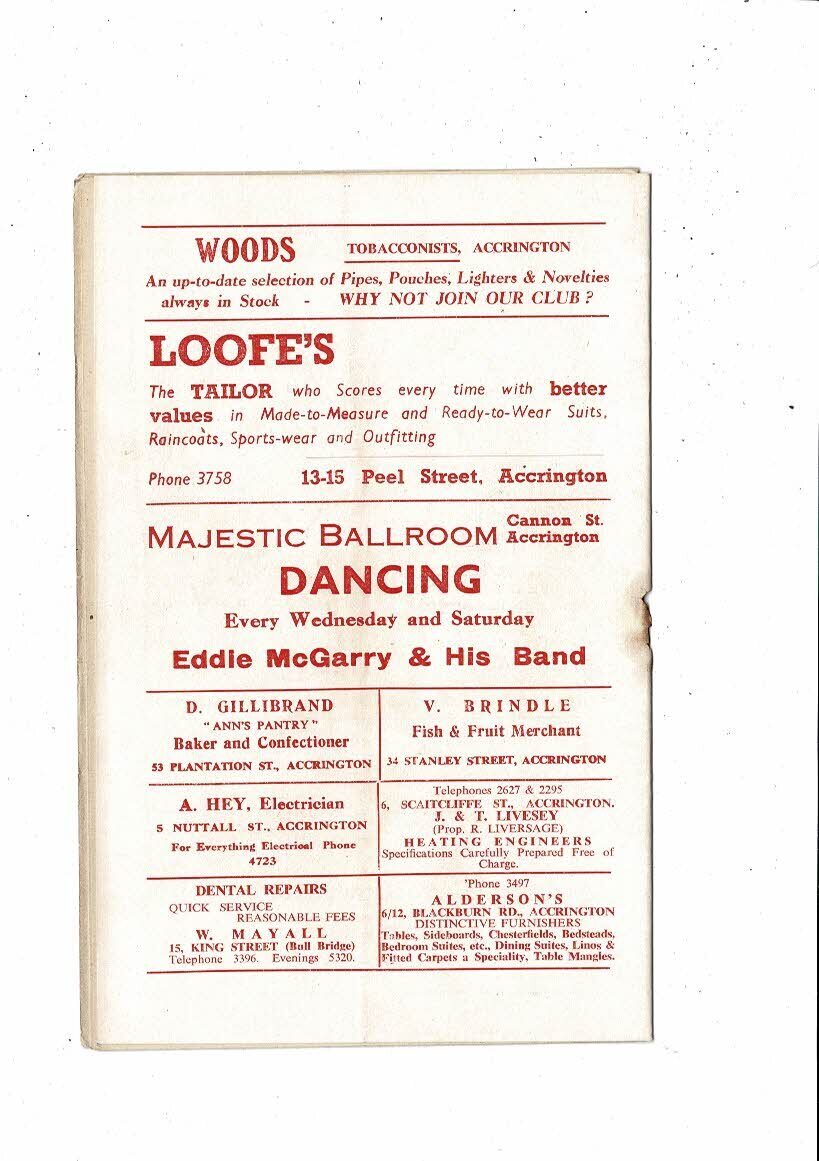 WOODS TOBACCONISTS, ACCRINGTON
An up-to-date selection of Pipes, Pouches, Lighters & Novelties
always in Stock - WHY NOT JOIN OUR CLUB ?
LOOFE'S
The TAILOR who Scores every time with better
values in Made-to-Measure and Ready-to-Wear Suits,
Raincoats, Sports-wear and Outfitting
Phone 3758 13-15 Peel Street, Accrington
MAJESTIC BALLROOM Cannon St. Accrington
DANCING
Every Wednesday and Saturday
Eddie McGarry & His Band
D. GILLIBRAND
"ANN'S PANTRY"
Baker and Confectioner
53 PLANTATION ST., ACCRINGTON
V. BRINDLE
Fish & Fruit Merchant
34 STANLEY STREET, ACCRINGTON
A. HEY, Electrician
5 NUTTALL ST., ACCRINGTON
For Everything Electrical Phone
4723
Telephones 2627 & 2295
6, SCAITCLIFFE ST., ACCRINGTON.
J. & T. LIVESEY
(Prop. R. LIVERSAGE)
HEATING ENGINEERS
Specifications Carefully Prepared Free of
Charge.
DENTAL REPAIRS
QUICK SERVICE
REASONABLE FEES
W. MAYALL
15, KING STREET (Bull Bridge)
Telephone 3396. Evenings 5320.
'Phone 3497
ALDERSON'S
6/12, BLACKBURN RD., ACCRINGTON
DISTINCTIVE FURNISHERS
Tables, Sideboards, Chesterfields, Bedsteads,
Bedroom Suites, etc., Dining Suites, Linos &
Fitted Carpets a Speciality, Table Mangles.